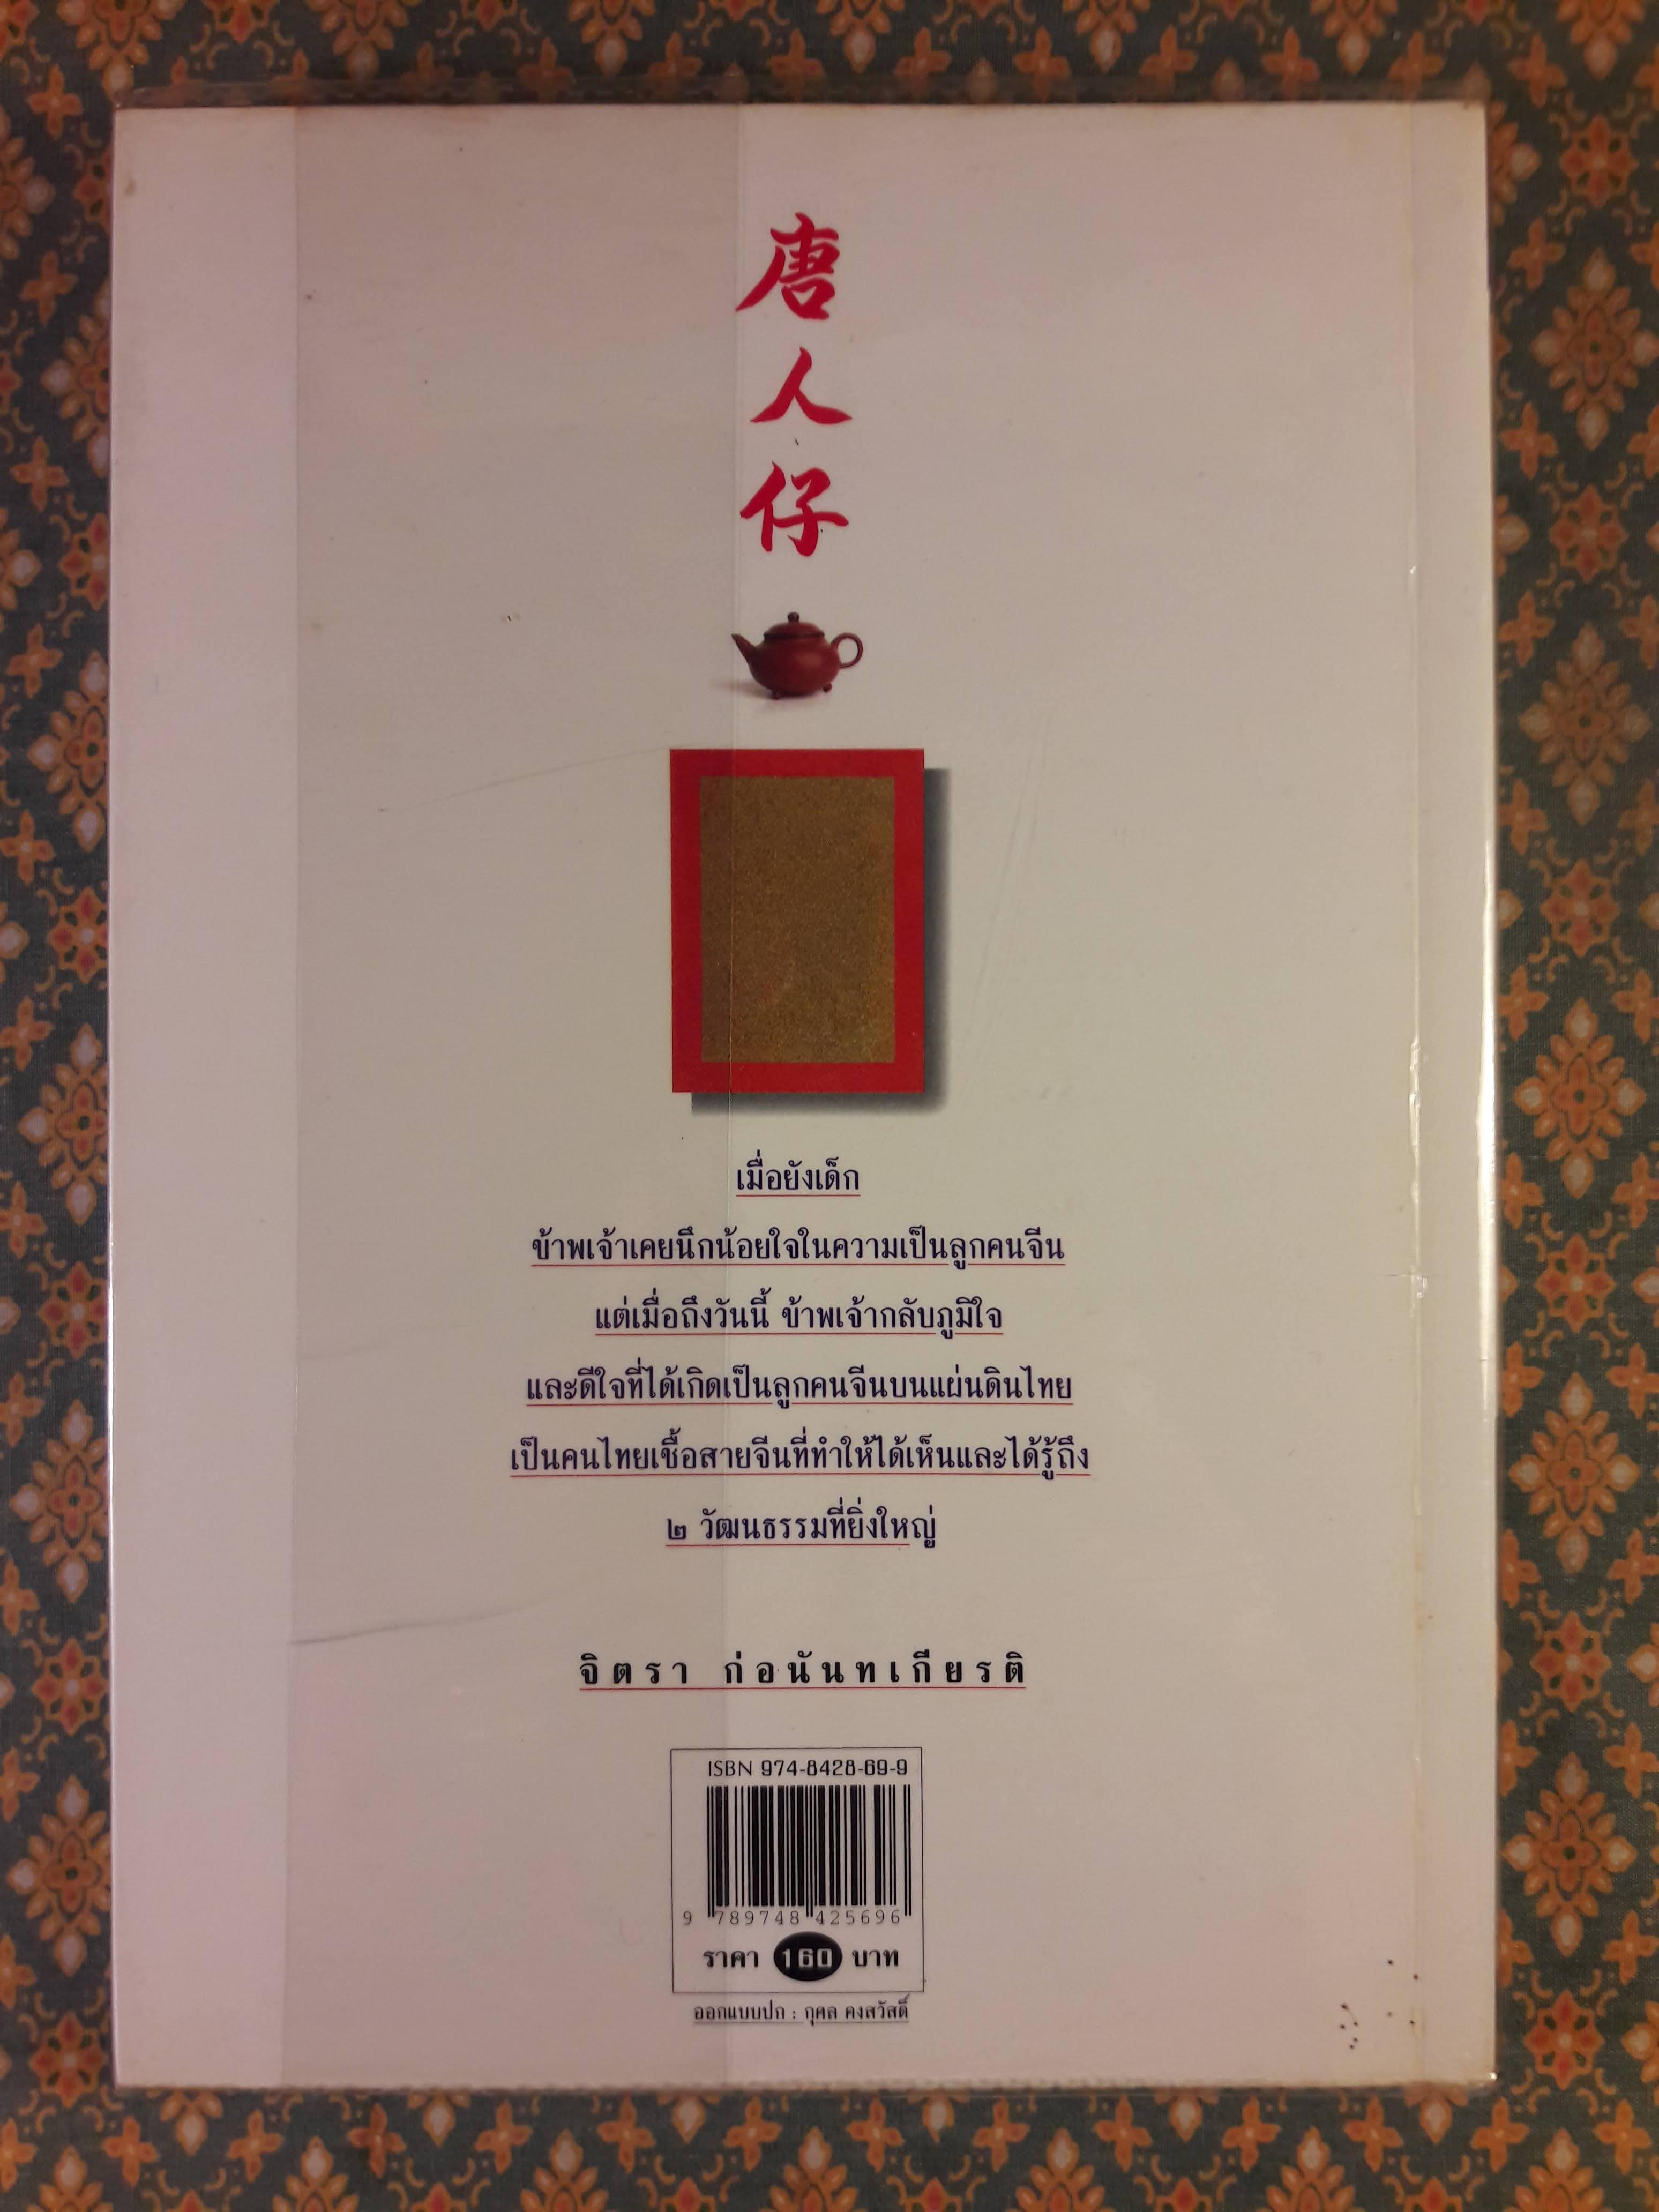 唐
人
仔
เมื่อยังเด็ก
ข้าพเจ้าเคยนึกน้อยใจในความเป็นลูกคนจีน
แต่เมื่อถึงวันนี้ ข้าพเจ้ากลับภูมิใจ
และดีใจที่ได้เกิดเป็นลูกคนจีนบนแผ่นดินไทย
เป็นคนไทยเชื้อสายจีนที่ทำให้ได้เห็นและได้รู้ถึง
๒ วัฒนธรรมที่ยิ่งใหญ่
จิตรา ก่อนันทเกียรติ
ISBN 974-8428-69-9
9 789748 425696
ราคา 160 บาท
ออกแบบปก : กุศล คงสวัสดิ์